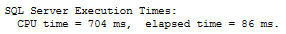 SQL Server Execution Times:
CPU time = 704 ms,  elapsed time = 86 ms.